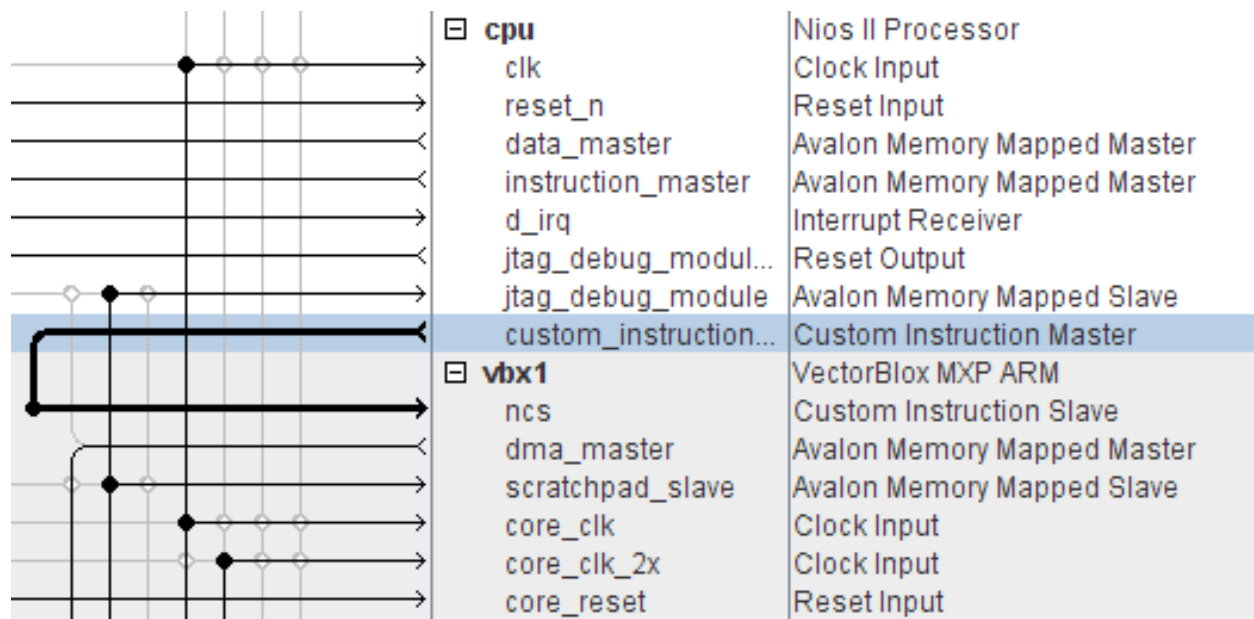 cpu Nios II Processor
clk Clock Input
reset_n Reset Input
data_master Avalon Memory Mapped Master
instruction_master Avalon Memory Mapped Master
d_irq Interrupt Receiver
jtag_debug_modul... Reset Output
jtag_debug_module Avalon Memory Mapped Slave
custom_instruction... Custom Instruction Master
vbx1 VectorBlox MXP ARM
ncs Custom Instruction Slave
dma_master Avalon Memory Mapped Master
scratchpad_slave Avalon Memory Mapped Slave
core_clk Clock Input
core_clk_2x Clock Input
core_reset Reset Input